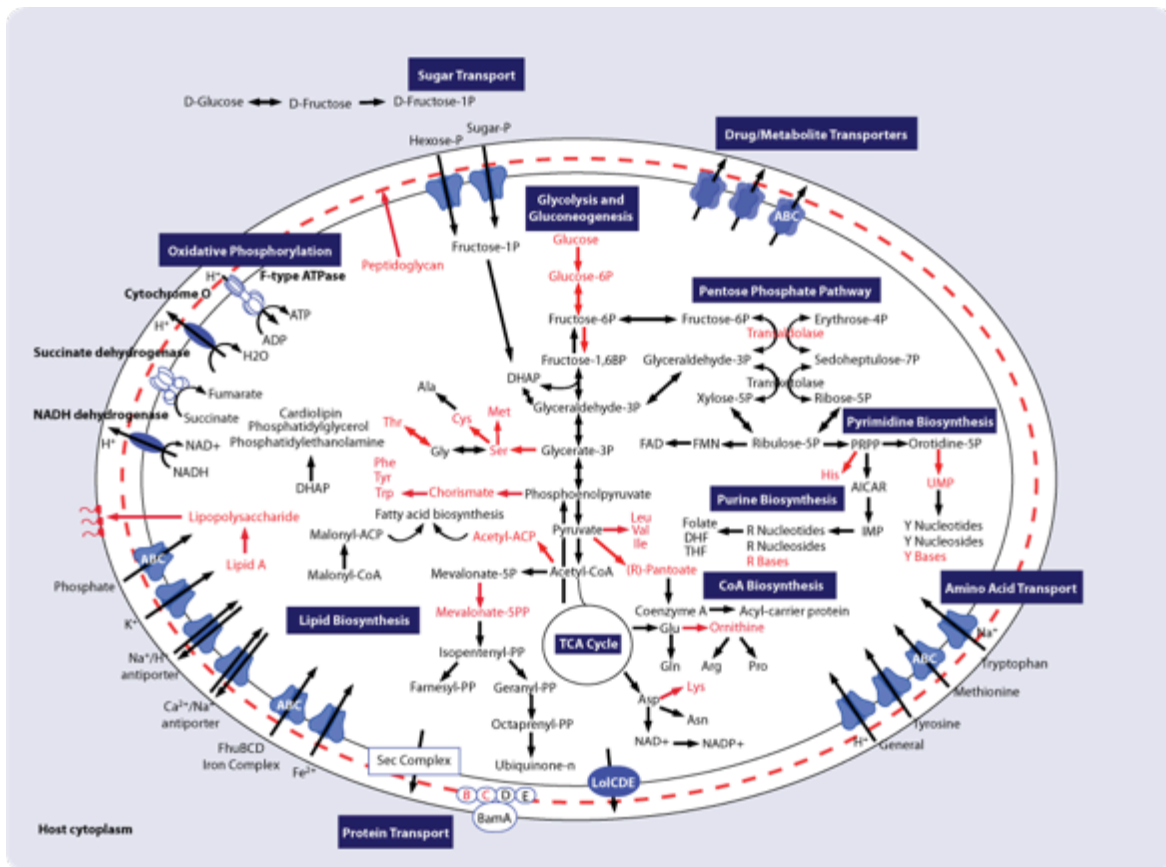 Sugar Transport
D-Glucose
D-Fructose
D-Fructose-1P
Sugar-P
Hexose-P
Drug/Metabolite Transporters
ABC
Glycolysis and
Gluconeogenesis
Glucose
Glucose-6P
Fructose-6P
Fructose-1,6BP
DHAP
Glyceraldehyde-3P
Glycerate-3P
Phosphoenolpyruvate
Pyruvate
Acetyl-CoA
Fructose-1P
Peptidoglycan
Oxidative Phosphorylation
F-type ATPase
H+
ATP
ADP
Cytochrome O
H+
H2O
Succinate dehydrogenase
Fumarate
Succinate
NADH dehydrogenase
H+
NAD+
NADH
Pentose Phosphate Pathway
Fructose-6P
Erythrose-4P
Transaldolase
Glyceraldehyde-3P
Sedoheptulose-7P
Transketolase
Xylose-5P
Ribose-5P
Pyrimidine Biosynthesis
FAD
FMN
Ribulose-5P
PRPP
Orotidine-5P
His
AICAR
UMP
Purine Biosynthesis
Folate
DHF
THF
R Nucleotides
R Nucleosides
R Bases
IMP
Y Nucleotides
Y Nucleosides
Y Bases
Ala
Cys
Met
Thr
Gly
Ser
Phe
Tyr
Trp
Chorismate
Cardiolipin
Phosphatidylglycerol
Phosphatidylethanolamine
DHAP
Fatty acid biosynthesis
Malonyl-ACP
Acetyl-ACP
Malonyl-CoA
Lipopolysaccharide
Lipid A
Leu
Val
Ile
(R)-Pantoate
CoA Biosynthesis
Coenzyme A
Acyl-carrier protein
Mevalonate-5P
Mevalonate-5PP
Lipid Biosynthesis
Isopentenyl-PP
Farnesyl-PP
Geranyl-PP
Octaprenyl-PP
Ubiquinone-n
TCA Cycle
Glu
Ornithine
Gln
Arg
Pro
Asp
Lys
Asn
NAD+
NADP+
Amino Acid Transport
Na+
Tryptophan
ABC
Methionine
Tyrosine
H+
General
ABC
Phosphate
K+
Na+/H+
antiporter
Ca2+/Na+
antiporter
ABC
FhuBCD
Iron Complex
Fe2+
Sec Complex
B
C
D
E
BamA
LolCDE
Protein Transport
Host cytoplasm